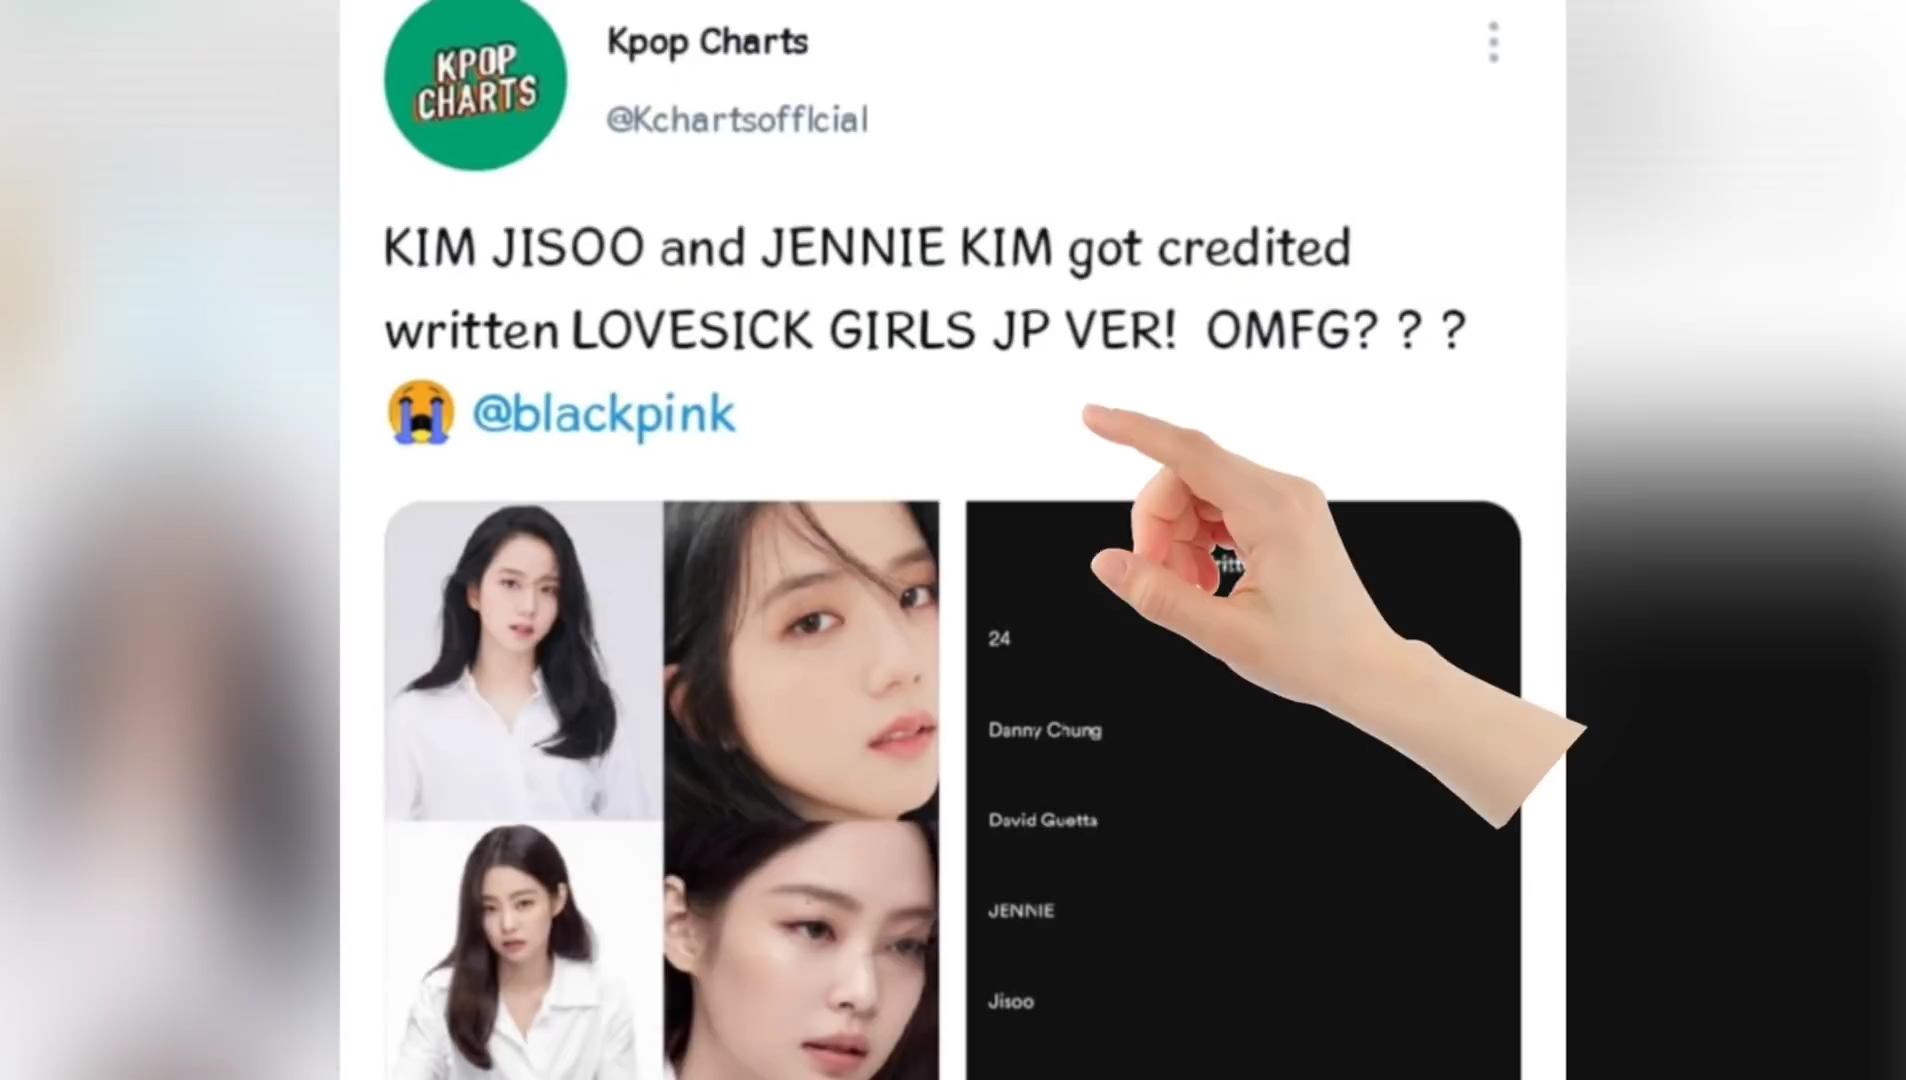 KPOP
CHARTS
Kpop Charts
@Kchartsofflcial
KIM JISOO and JENNIE KIM got credited
written LOVESICK GIRLS JP VER! OMFG? ? ?
@blackpink
24
Danny Chung
David Guetta
JENNIE
Jisoo